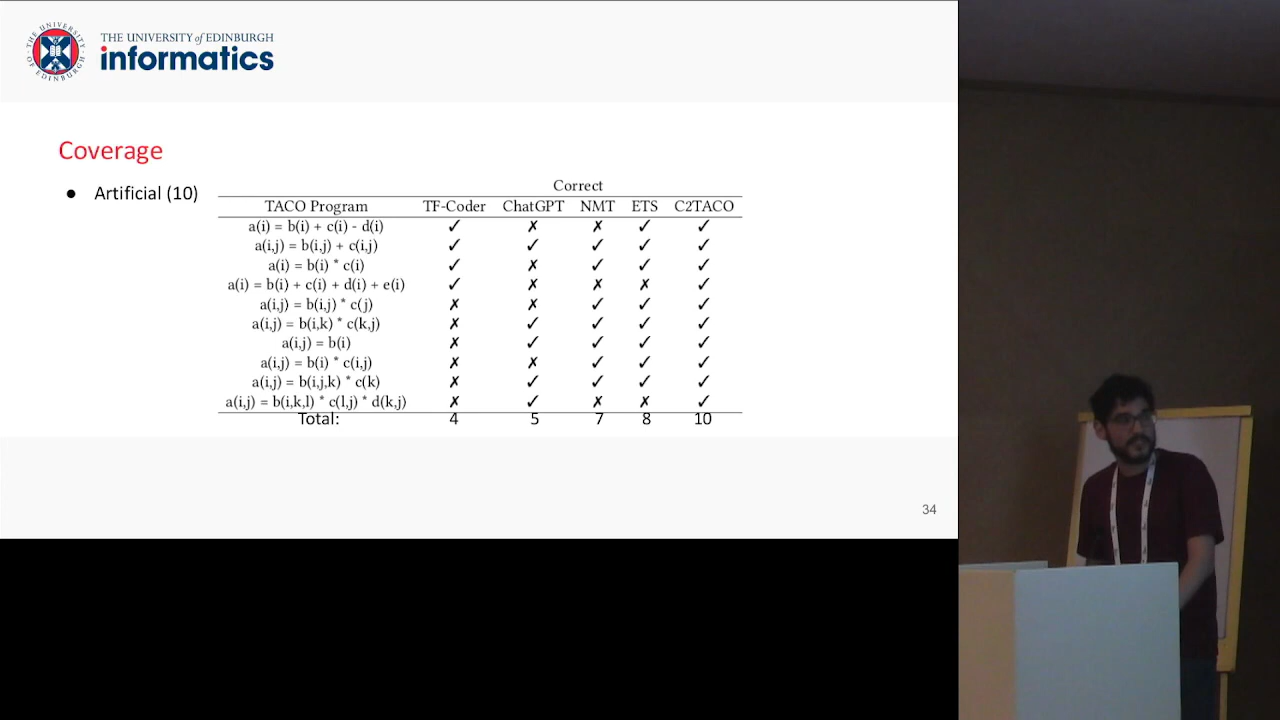 THE UNIVERSITY of EDINBURGH
informatics
Coverage
● Artificial (10)
Correct
TACO Program TF-Coder ChatGPT NMT ETS C2TACO
a(i) = b(i) + c(i) - d(i) ✓ ✗ ✗ ✓ ✓
a(i,j) = b(i,j) + c(i,j) ✓ ✓ ✓ ✓ ✓
a(i) = b(i) * c(i) ✓ ✗ ✓ ✓ ✓
a(i) = b(i) + c(i) + d(i) + e(i) ✓ ✗ ✗ ✗ ✓
a(i,j) = b(i,j) * c(j) ✗ ✗ ✓ ✓ ✓
a(i,j) = b(i,k) * c(k,j) ✗ ✓ ✓ ✓ ✓
a(i,j) = b(i) ✗ ✓ ✓ ✓ ✓
a(i,j) = b(i) * c(i,j) ✗ ✗ ✓ ✓ ✓
a(i,j) = b(i,j,k) * c(k) ✗ ✓ ✓ ✓ ✓
a(i,j) = b(i,k,l) * c(l,j) * d(k,j) ✗ ✓ ✗ ✗ ✓
Total: 4 5 7 8 10
34